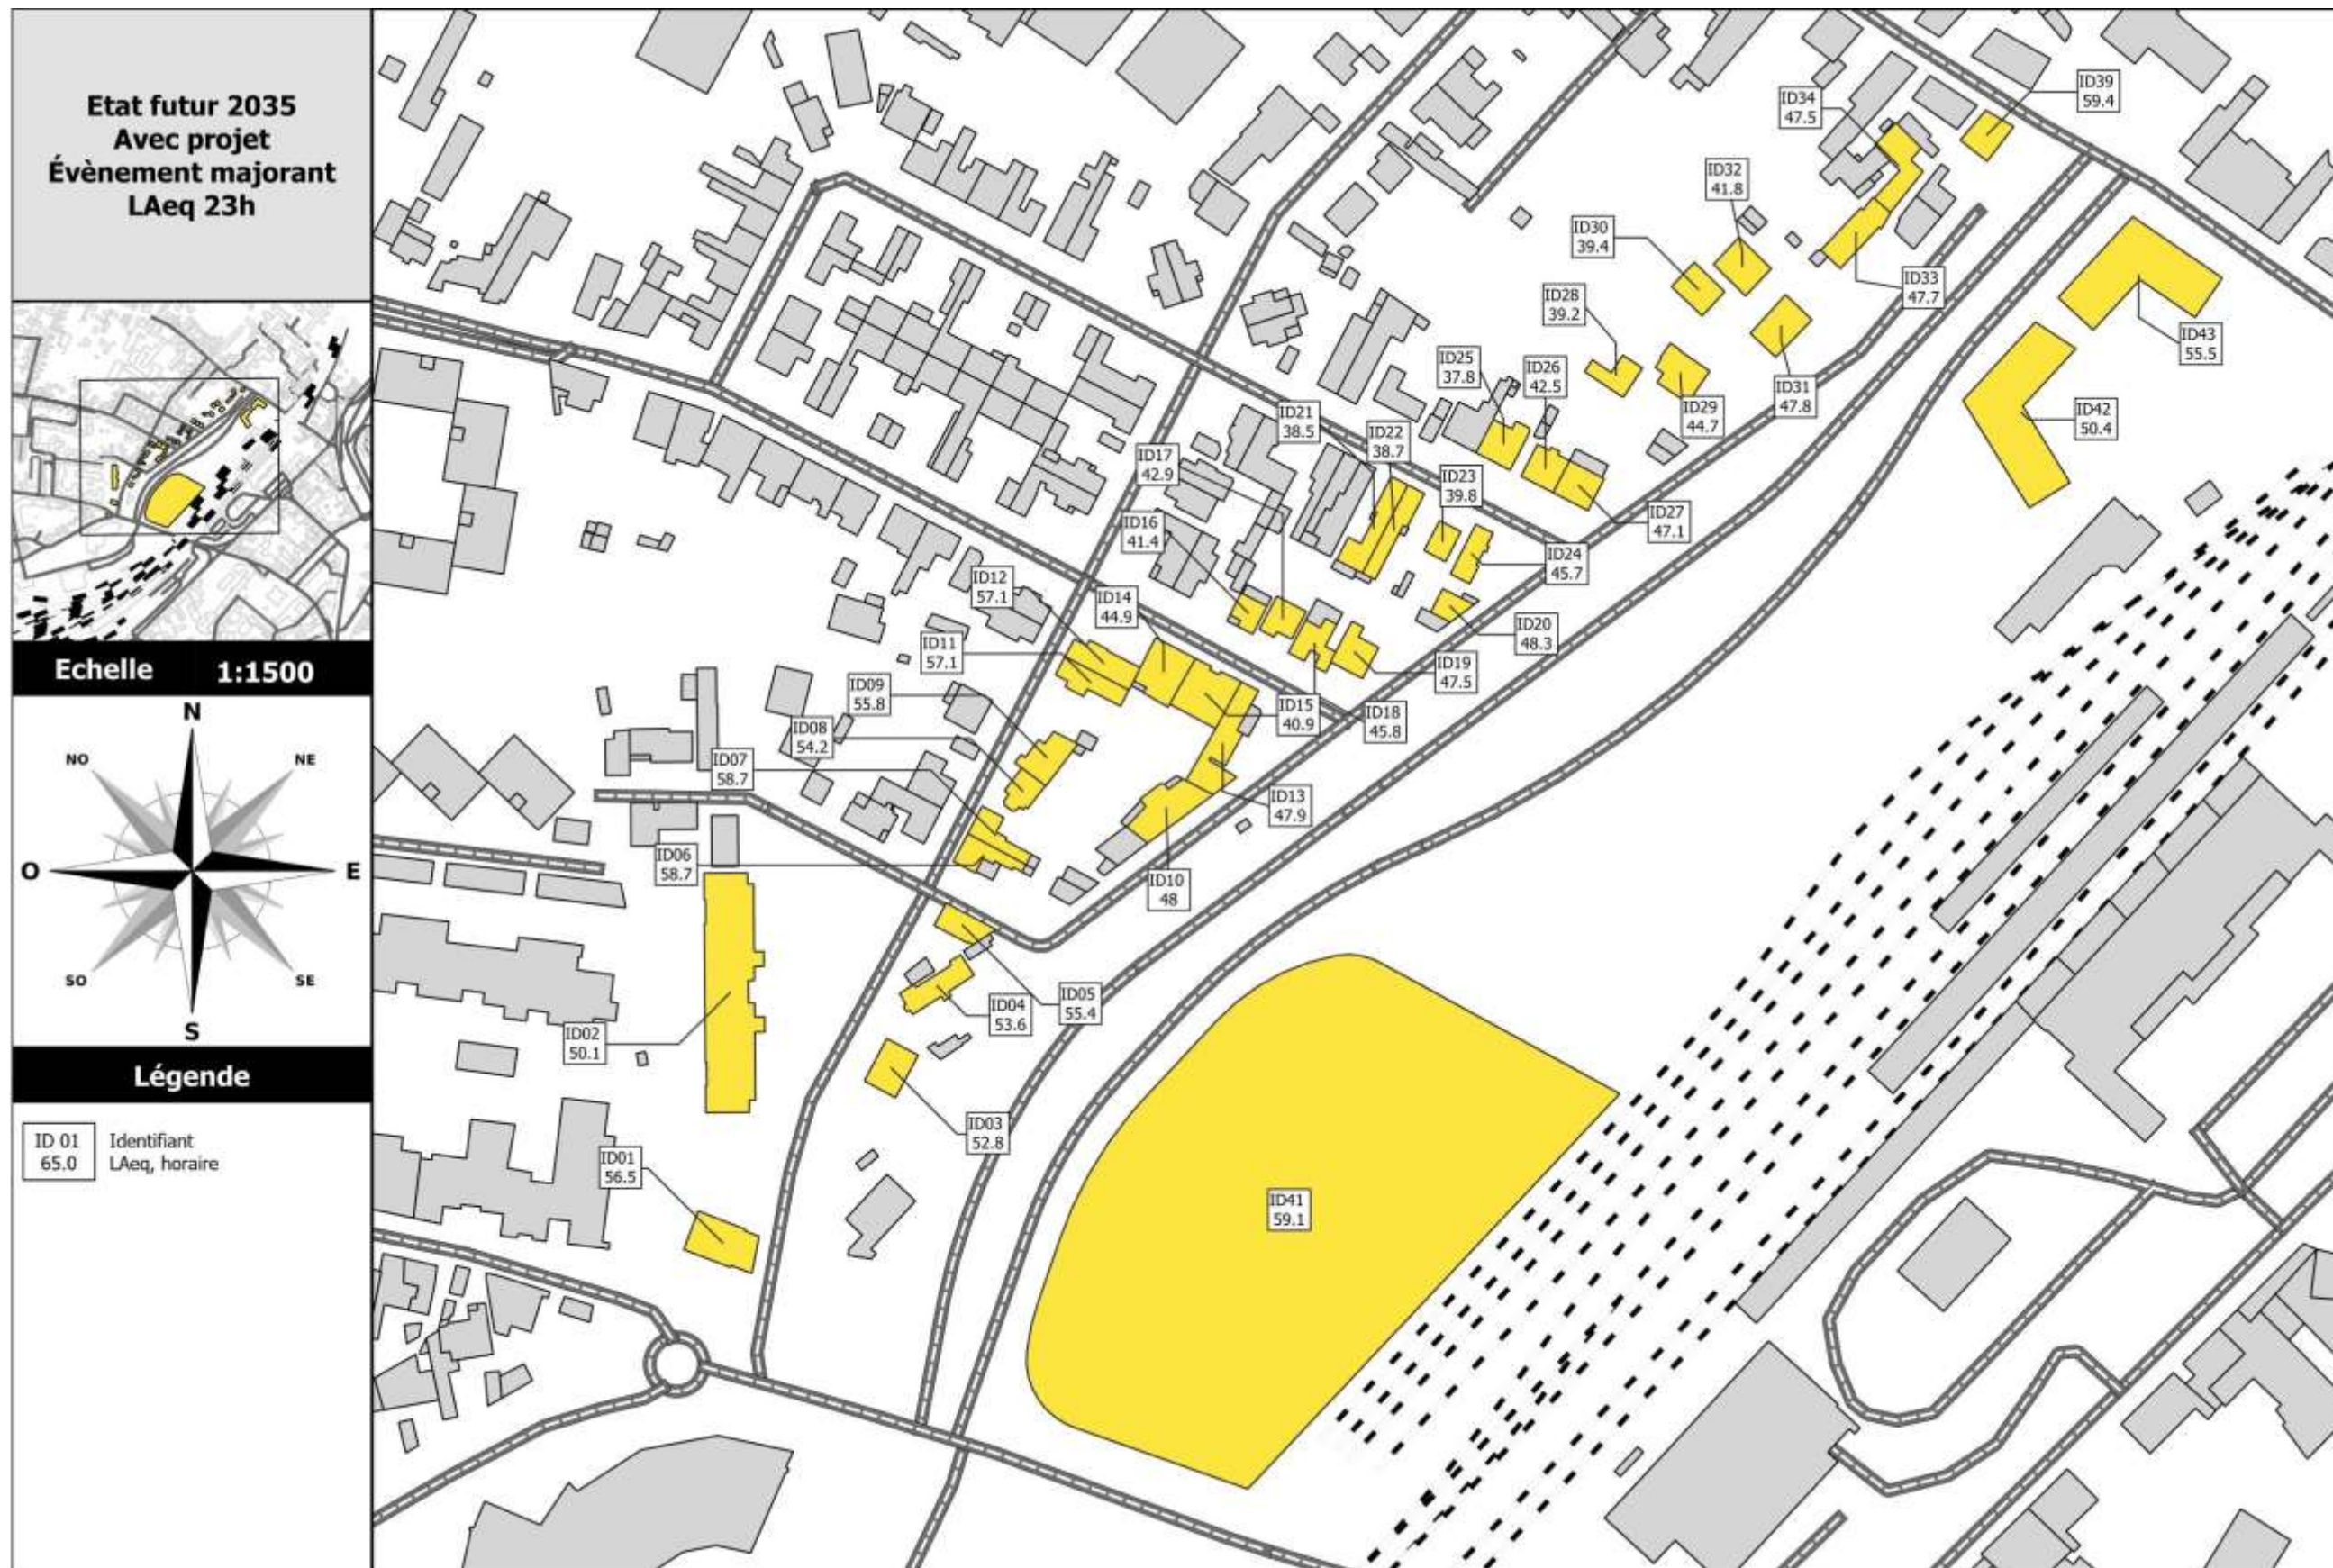 Etat futur 2035
Avec projet
Évènement majorant
LAeq 23h
Echelle 1:1500
N
NO
NE
O
E
SO
SE
S
Légende
ID 01
65.0
Identifiant
LAeq, horaire
ID39
59.4
ID34
47.5
ID32
41.8
ID30
39.4
ID33
47.7
ID28
39.2
ID43
55.5
ID25
37.8
ID26
42.5
ID31
47.8
ID29
44.7
ID42
50.4
ID21
38.5
ID22
38.7
ID17
42.9
ID23
39.8
ID27
47.1
ID16
41.4
ID24
45.7
ID12
57.1
ID14
44.9
ID20
48.3
ID11
57.1
ID19
47.5
ID09
55.8
ID15
40.9
ID18
45.8
ID08
54.2
ID07
58.7
ID13
47.9
ID06
58.7
ID10
48
ID05
55.4
ID04
53.6
ID02
50.1
ID03
52.8
ID01
56.5
ID41
59.1